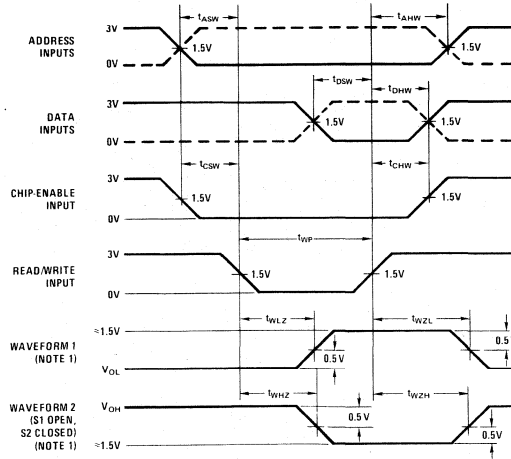 tASW
tAHW
ADDRESS
INPUTS
3V
0V
1.5V
1.5V
tDSW
tDHW
DATA
INPUTS
3V
0V
1.5V
1.5V
tCSW
tCHW
CHIP-ENABLE
INPUT
3V
0V
1.5V
1.5V
tWP
READ/WRITE
INPUT
3V
0V
1.5V
1.5V
tWLZ
tWZL
WAVEFORM 1
(NOTE 1)
≈1.5V
VOL
0.5V
0.5
tWHZ
tWZH
WAVEFORM 2
(S1 OPEN,
S2 CLOSED)
(NOTE 1)
VOH
≈1.5V
0.5V
0.5V